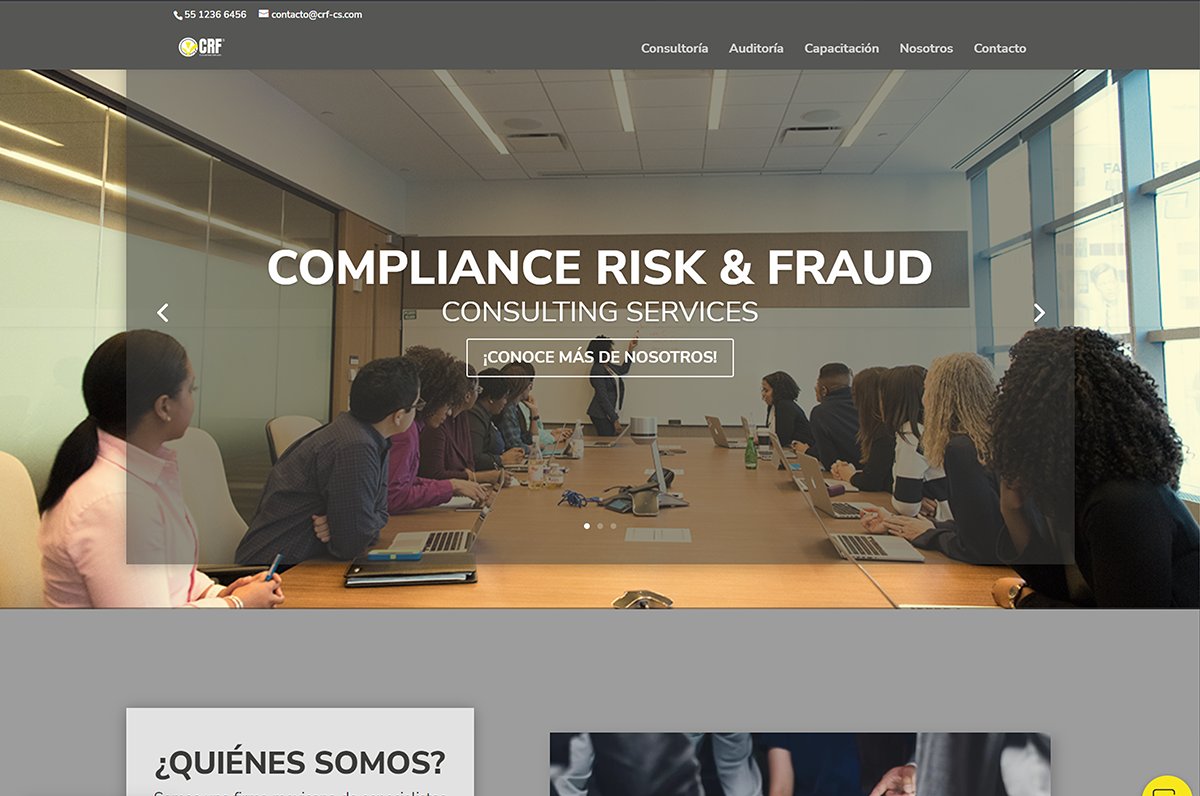 55 1236 6456 contacto@crf-cs.com
CRF
Consultoría Auditoría Capacitación Nosotros Contacto
COMPLIANCE RISK & FRAUD
CONSULTING SERVICES
¡CONOCE MÁS DE NOSOTROS!
¿QUIÉNES SOMOS?